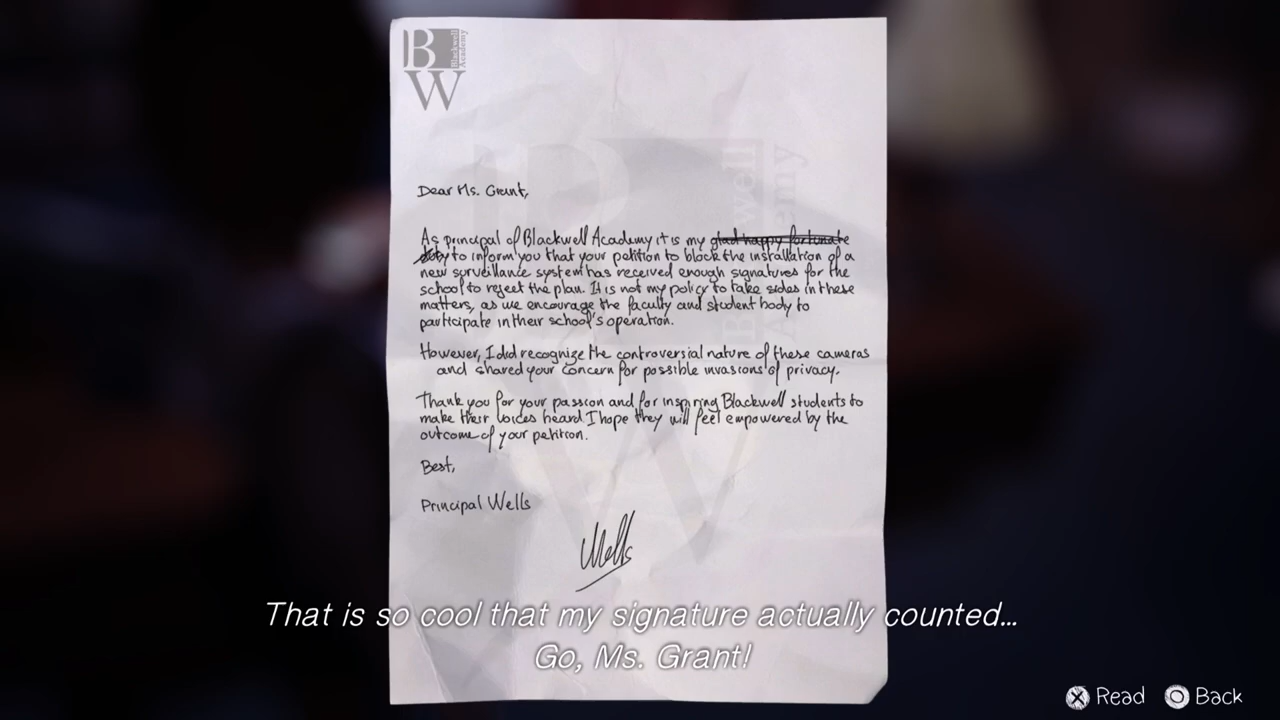 B
W
Blackwell
Academy
Dear Ms. Grant,
As principal of Blackwell Academy it is my glad happy fortunate
duty to inform you that your petition to block the installation of a
new surveillance system has received enough signatures for the
school to reject the plan. It is not my policy to take sides in these
matters, as we encourage the faculty and student body to
participate in their school's operation.
However, I did recognize the controversial nature of these cameras
and shared your concern for possible invasions of privacy.
Thank you for your passion and for inspiring Blackwell students to
make their voices heard I hope they will feel empowered by the
outcome of your petition.
Best,
Principal Wells
Wells
That is so cool that my signature actually counted...
Go, Ms. Grant!
Read Back